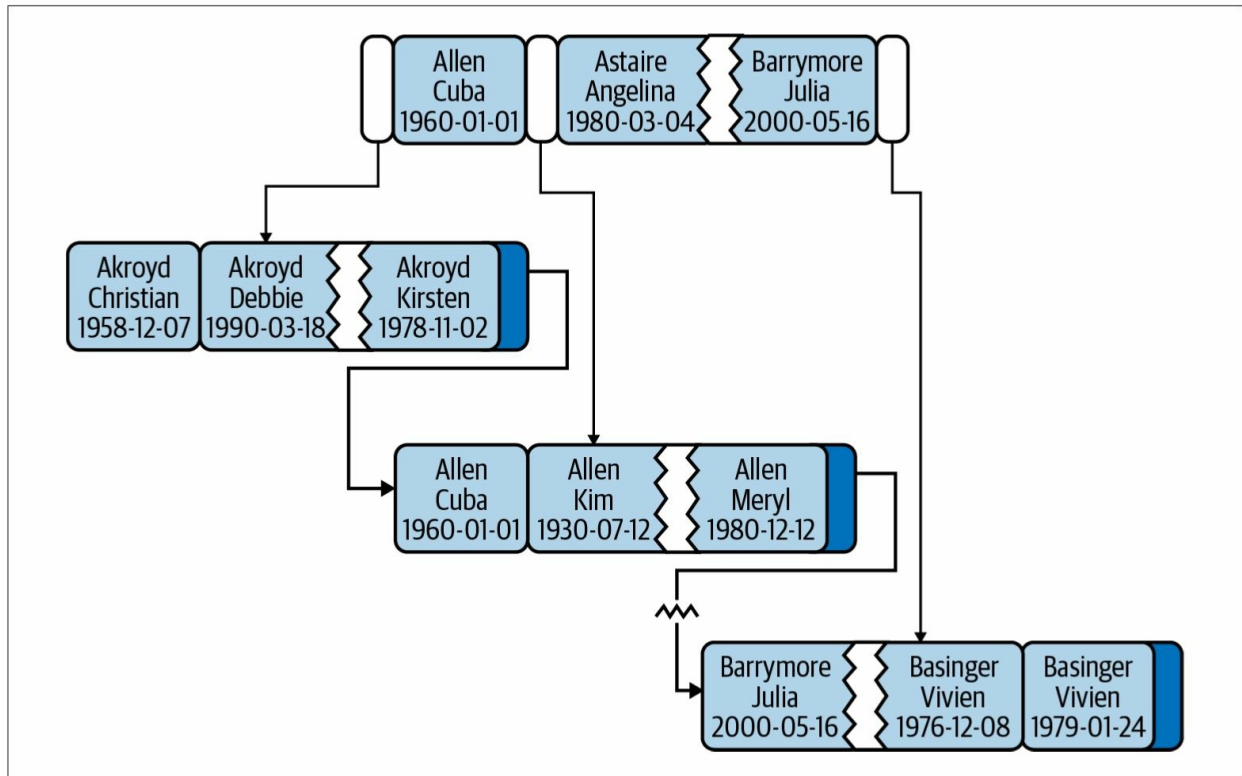 Allen
Cuba
1960-01-01
Astaire
Angelina
1980-03-04
Barrymore
Julia
2000-05-16
Akroyd
Christian
1958-12-07
Akroyd
Debbie
1990-03-18
Akroyd
Kirsten
1978-11-02
Allen
Cuba
1960-01-01
Allen
Kim
1930-07-12
Allen
Meryl
1980-12-12
Barrymore
Julia
2000-05-16
Basinger
Vivien
1976-12-08
Basinger
Vivien
1979-01-24